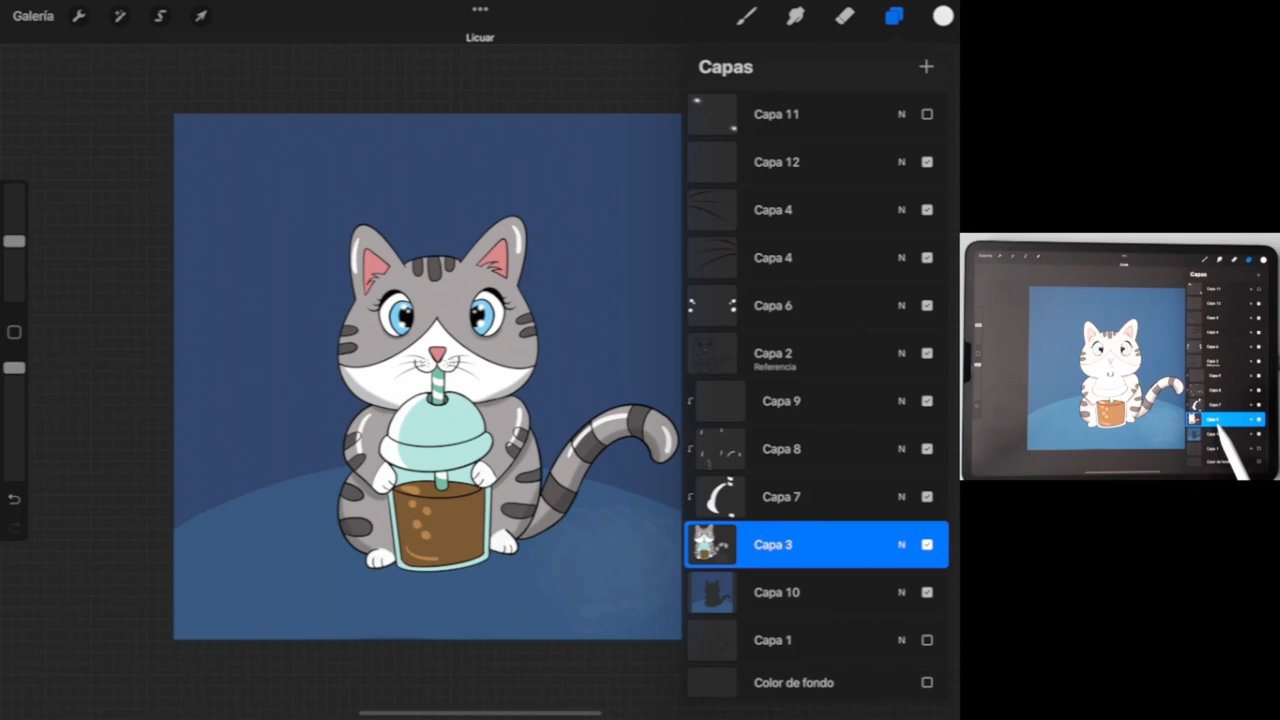 Galería
Licuar
Capas
Capa 11 N
Capa 12 N
Capa 4 N
Capa 4 N
Capa 6 N
Capa 2 N
Referencia
Capa 9 N
Capa 8 N
Capa 7 N
Capa 3 N
Capa 10 N
Capa 1 N
Color de fondo
Capas